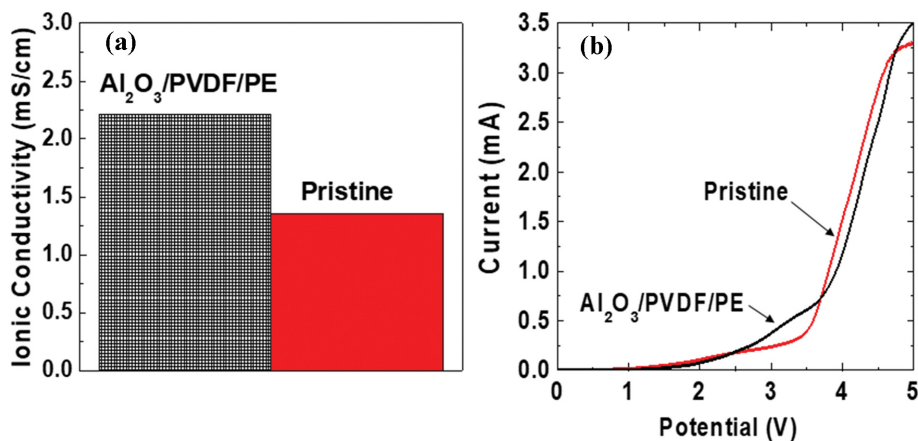 (a)
Ionic Conductivity (mS/cm)
3.0
2.5
2.0
1.5
1.0
0.5
0.0
Al₂O₃/PVDF/PE
Pristine
(b)
Current (mA)
3.5
3.0
2.5
2.0
1.5
1.0
0.5
0.0
Pristine
Al₂O₃/PVDF/PE
0 1 2 3 4 5
Potential (V)